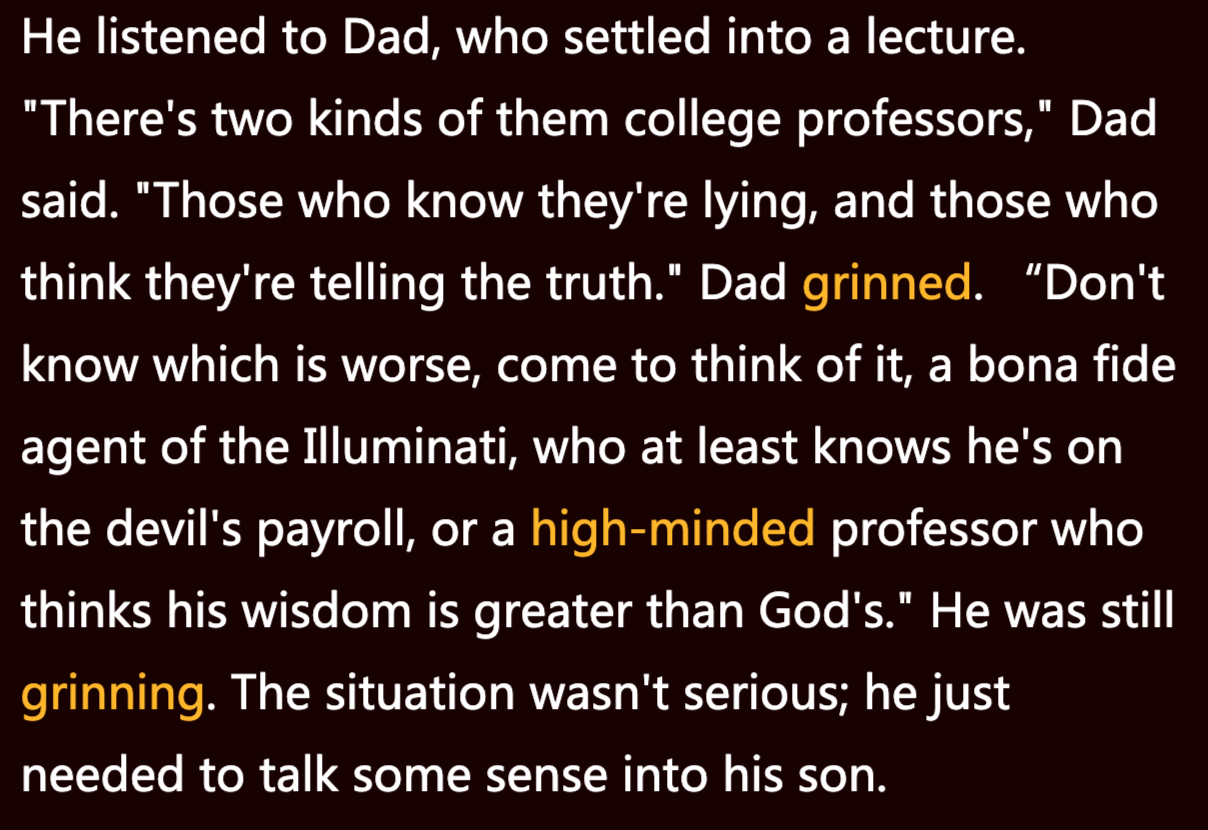 He listened to Dad, who settled into a lecture.
"There's two kinds of them college professors," Dad
said. "Those who know they're lying, and those who
think they're telling the truth." Dad grinned.   “Don't
know which is worse, come to think of it, a bona fide
agent of the Illuminati, who at least knows he's on
the devil's payroll, or a high-minded professor who
thinks his wisdom is greater than God's." He was still
grinning. The situation wasn't serious; he just
needed to talk some sense into his son.